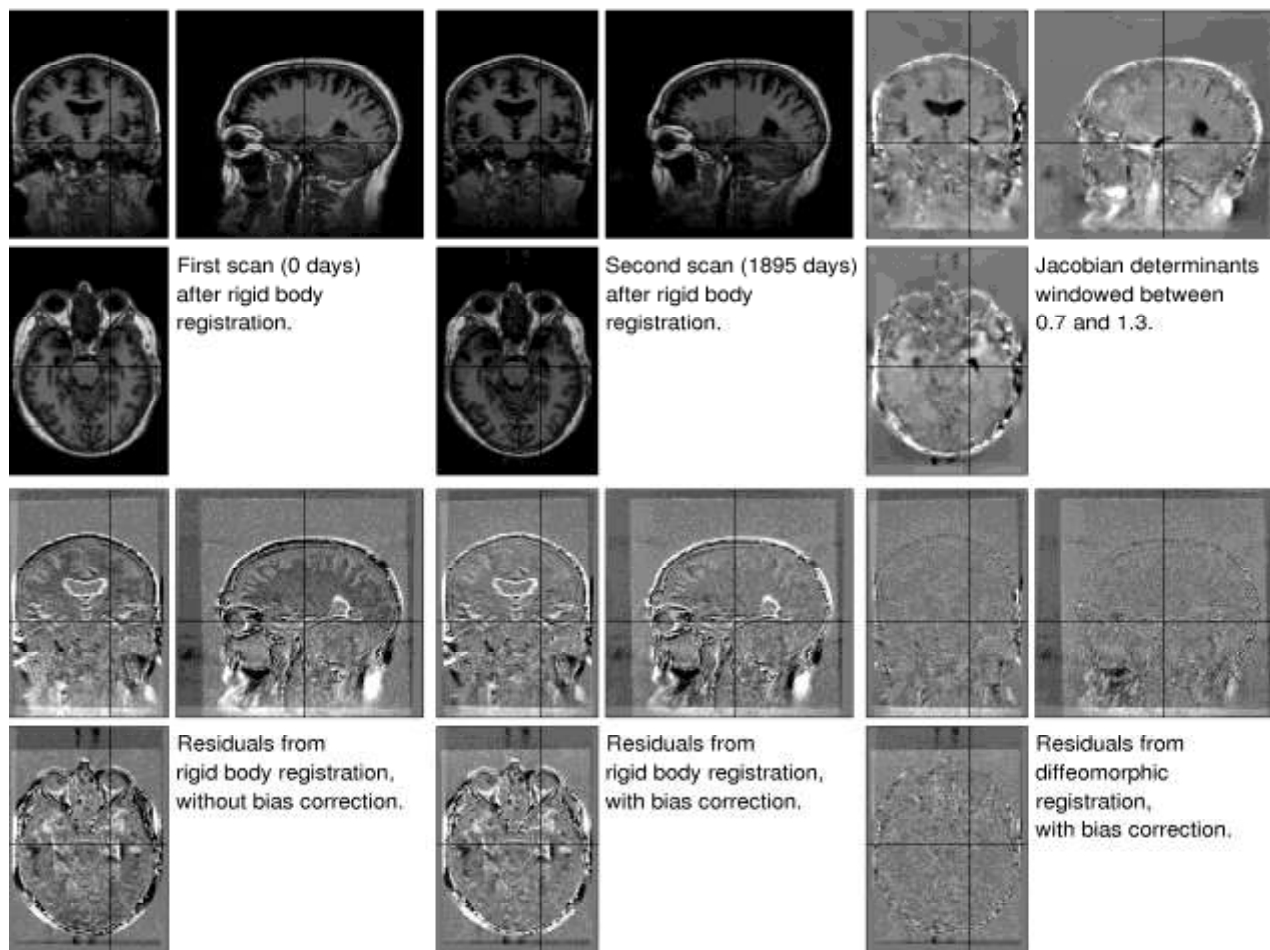 First scan (0 days)
after rigid body
registration.
Second scan (1895 days)
after rigid body
registration.
Jacobian determinants
windowed between
0.7 and 1.3.
Residuals from
rigid body registration,
without bias correction.
Residuals from
rigid body registration,
with bias correction.
Residuals from
diffeomorphic
registration,
with bias correction.